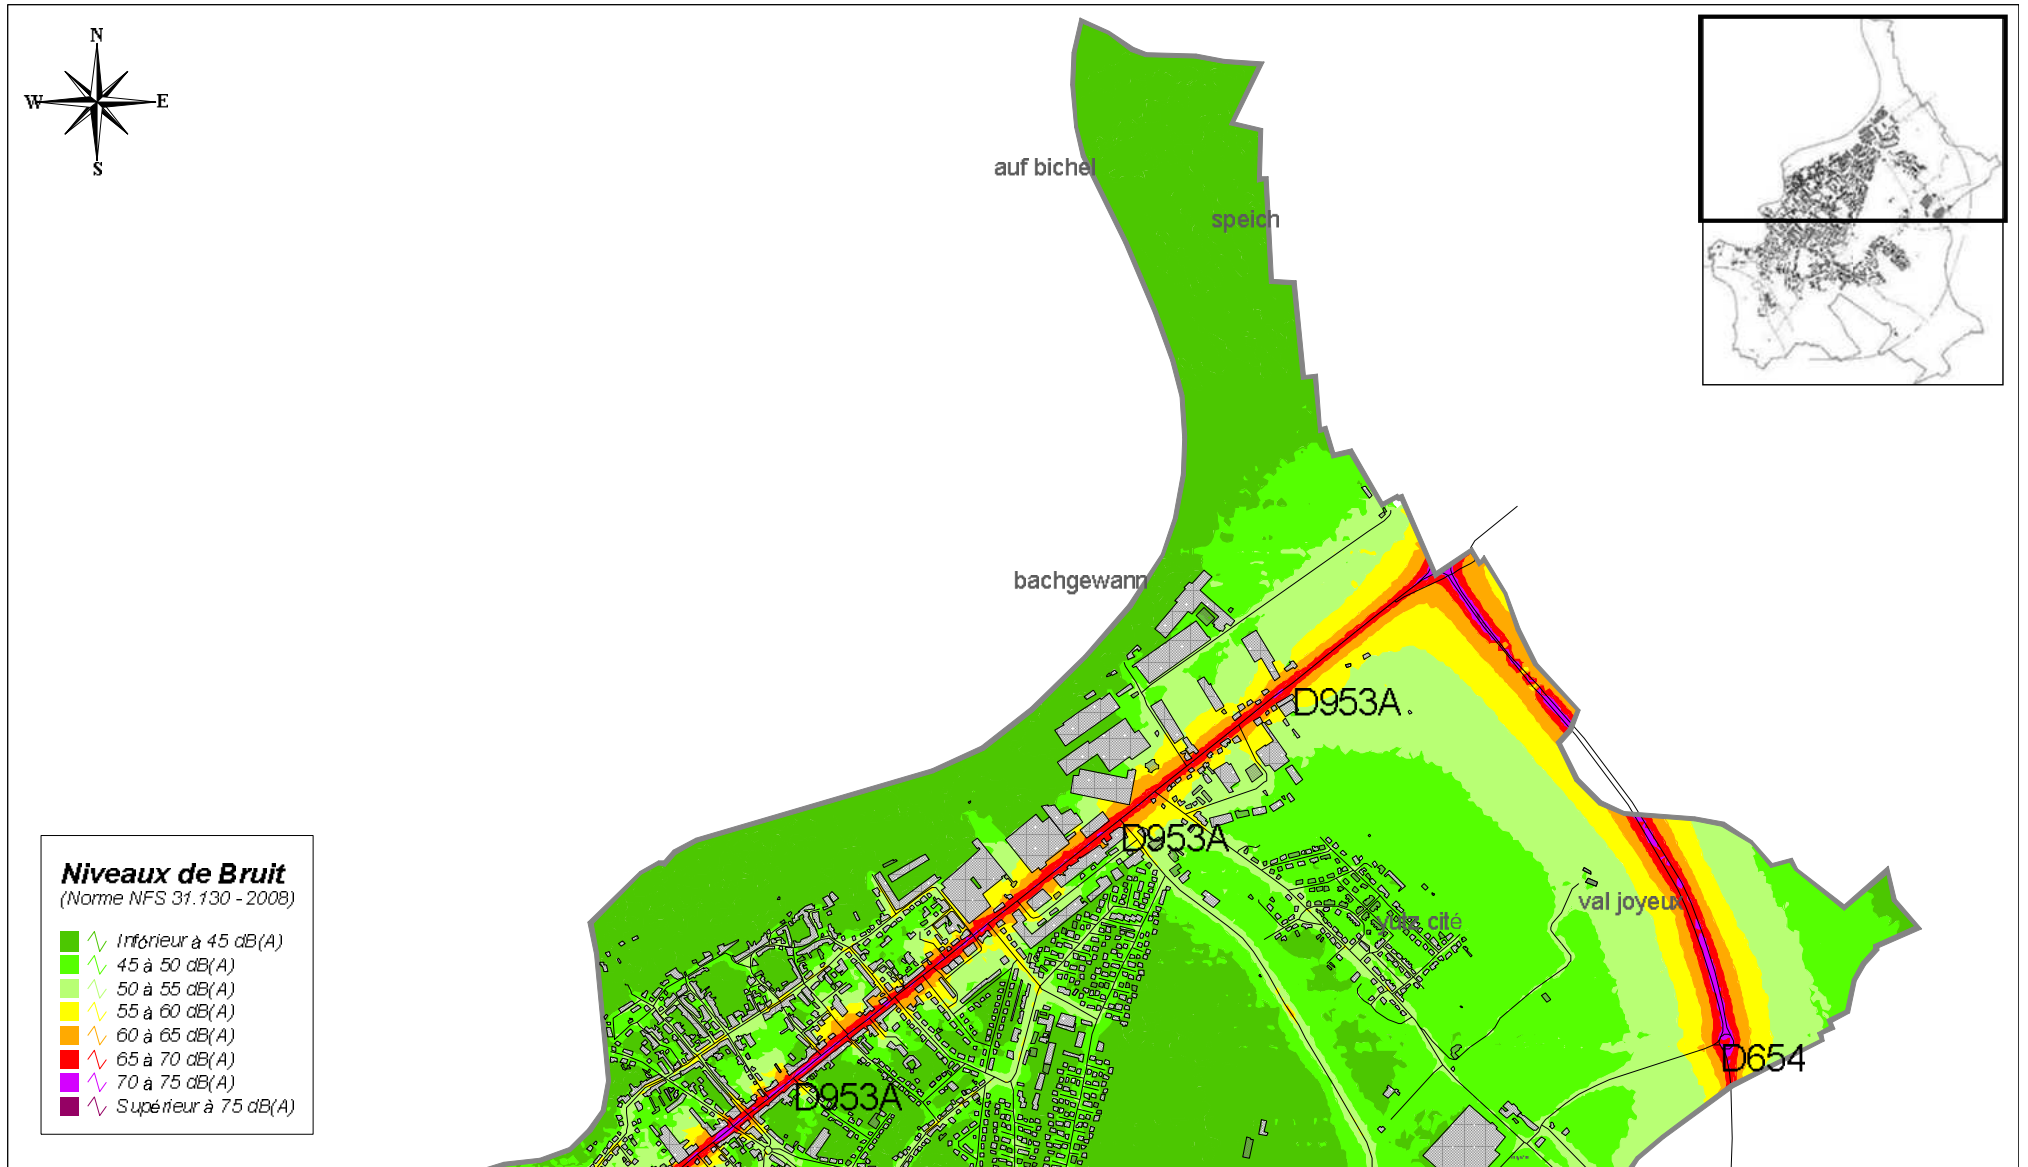 N
W
E
S
auf bichel
speich
bachgewann
D953A
D953A
val joyeux
yutz cité
D654
D953A
Niveaux de Bruit
(Norme NFS 31.130 - 2008)
Inférieur à 45 dB(A)
45 à 50 dB(A)
50 à 55 dB(A)
55 à 60 dB(A)
60 à 65 dB(A)
65 à 70 dB(A)
70 à 75 dB(A)
Supérieur à 75 dB(A)